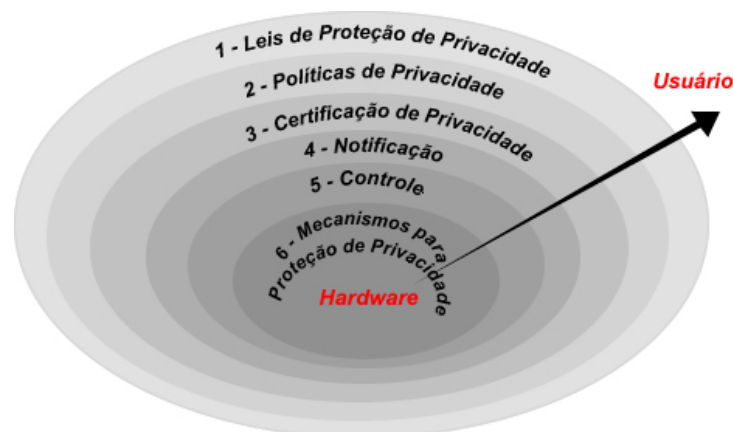 1 - Leis de Proteção de Privacidade
Usuário
2 - Políticas de Privacidade
3 - Certificação de Privacidade
4 - Notificação
5 - Controle
6 - Mecanismos para
Proteção de Privacidade
Hardware